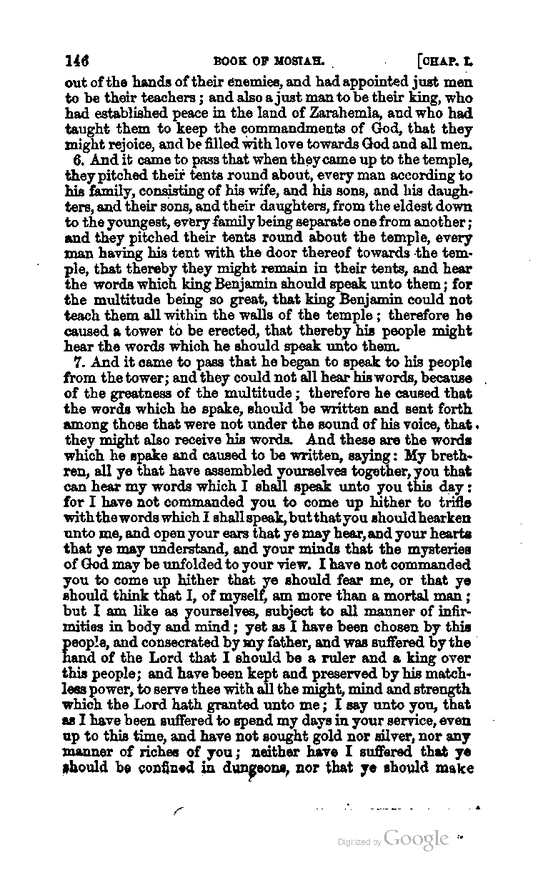 146 BOOK OF MOSIAH. [CHAP. I.
out of the hands of their enemies, and had appointed just men
to be their teachers; and also a just man to be their king, who
had established peace in the land of Zarahemla, and who had
taught them to keep the commandments of God, that they
might rejoice, and be filled with love towards God and all men.
6. And it came to pass that when they came up to the temple,
they pitched their tents round about, every man according to
his family, consisting of his wife, and his sons, and his daugh-
ters, and their sons, and their daughters, from the eldest down
to the youngest, every family being separate one from another;
and they pitched their tents round about the temple, every
man having his tent with the door thereof towards the tem-
ple, that thereby they might remain in their tents, and hear
the words which king Benjamin should speak unto them; for
the multitude being so great, that king Benjamin could not
teach them all within the walls of the temple; therefore he
caused a tower to be erected, that thereby his people might
hear the words which he should speak unto them.
7. And it came to pass that he began to speak to his people
from the tower; and they could not all hear his words, because
of the greatness of the multitude; therefore he caused that
the words which he spake, should be written and sent forth
among those that were not under the sound of his voice, that
they might also receive his words. And these are the words
which he spake and caused to be written, saying: My breth-
ren, all ye that have assembled yourselves together, you that
can hear my words which I shall speak unto you this day:
for I have not commanded you to come up hither to trifle
with the words which I shall speak, but that you should hearken
unto me, and open your ears that ye may hear, and your hearts
that ye may understand, and your minds that the mysteries
of God may be unfolded to your view. I have not commanded
you to come up hither that ye should fear me, or that ye
should think that I, of myself, am more than a mortal man;
but I am like as yourselves, subject to all manner of infir-
mities in body and mind; yet as I have been chosen by this
people, and consecrated by my father, and was suffered by the
hand of the Lord that I should be a ruler and a king over
this people; and have been kept and preserved by his match-
less power, to serve thee with all the might, mind and strength
which the Lord hath granted unto me; I say unto you, that
as I have been suffered to spend my days in your service, even
up to this time, and have not sought gold nor silver, nor any
manner of riches of you; neither have I suffered that ye
should be confined in dungeons, nor that ye should make
Digitized by Google